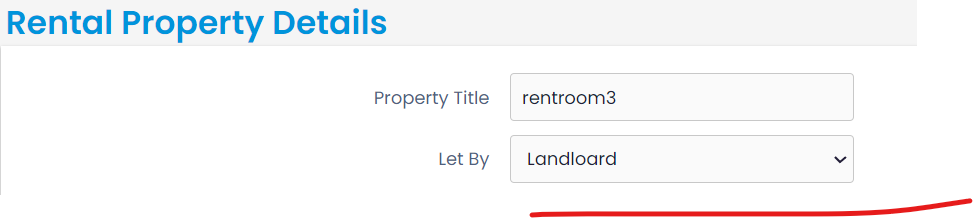 Rental Property Details
Property Title rentroom3
Let By Landloard